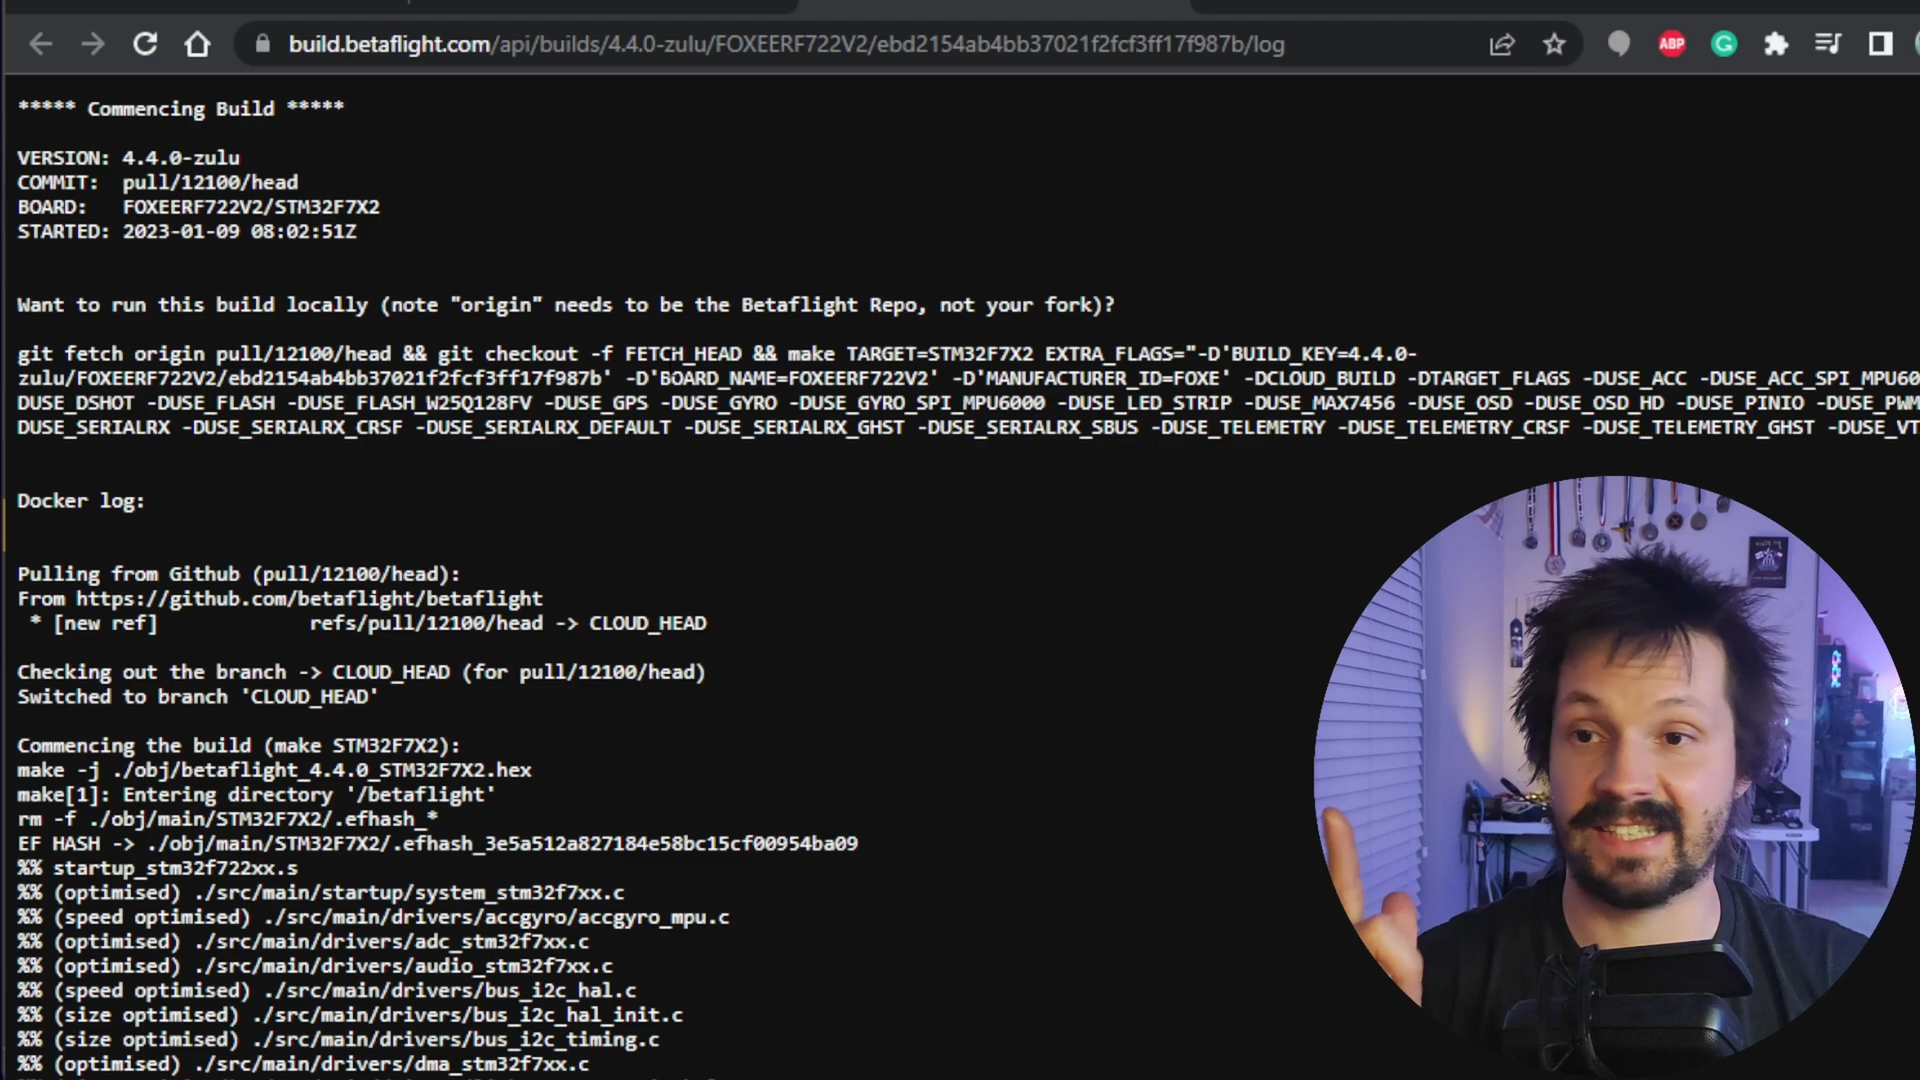 build.betaflight.com/api/builds/4.4.0-zulu/FOXEERF722V2/ebd2154ab4bb37021f2fcf3ff17f987b/log
ABP
***** Commencing Build *****
VERSION: 4.4.0-zulu
COMMIT: pull/12100/head
BOARD: FOXEERF722V2/STM32F7X2
STARTED: 2023-01-09 08:02:51Z
Want to run this build locally (note "origin" needs to be the Betaflight Repo, not your fork)?
git fetch origin pull/12100/head && git checkout -f FETCH_HEAD && make TARGET=STM32F7X2 EXTRA_FLAGS="-D'BUILD_KEY=4.4.0-
zulu/FOXEERF722V2/ebd2154ab4bb37021f2fcf3ff17f987b' -D'BOARD_NAME=FOXEERF722V2' -D'MANUFACTURER_ID=FOXE' -DCLOUD_BUILD -DTARGET_FLAGS -DUSE_ACC -DUSE_ACC_SPI_MPU60
DUSE_DSHOT -DUSE_FLASH -DUSE_FLASH_W25Q128FV -DUSE_GPS -DUSE_GYRO -DUSE_GYRO_SPI_MPU6000 -DUSE_LED_STRIP -DUSE_MAX7456 -DUSE_OSD -DUSE_OSD_HD -DUSE_PINIO -DUSE_PWM
DUSE_SERIALRX -DUSE_SERIALRX_CRSF -DUSE_SERIALRX_DEFAULT -DUSE_SERIALRX_GHST -DUSE_SERIALRX_SBUS -DUSE_TELEMETRY -DUSE_TELEMETRY_CRSF -DUSE_TELEMETRY_GHST -DUSE_VT
Docker log:
Pulling from Github (pull/12100/head):
From https://github.com/betaflight/betaflight
* [new ref] refs/pull/12100/head -> CLOUD_HEAD
Checking out the branch -> CLOUD_HEAD (for pull/12100/head)
Switched to branch 'CLOUD_HEAD'
Commencing the build (make STM32F7X2):
make -j ./obj/betaflight_4.4.0_STM32F7X2.hex
make[1]: Entering directory '/betaflight'
rm -f ./obj/main/STM32F7X2/.efhash_*
EF HASH -> ./obj/main/STM32F7X2/.efhash_3e5a512a827184e58bc15cf00954ba09
%% startup_stm32f722xx.s
%% (optimised) ./src/main/startup/system_stm32f7xx.c
%% (speed optimised) ./src/main/drivers/accgyro/accgyro_mpu.c
%% (optimised) ./src/main/drivers/adc_stm32f7xx.c
%% (optimised) ./src/main/drivers/audio_stm32f7xx.c
%% (speed optimised) ./src/main/drivers/bus_i2c_hal.c
%% (size optimised) ./src/main/drivers/bus_i2c_hal_init.c
%% (size optimised) ./src/main/drivers/bus_i2c_timing.c
%% (optimised) ./src/main/drivers/dma_stm32f7xx.c